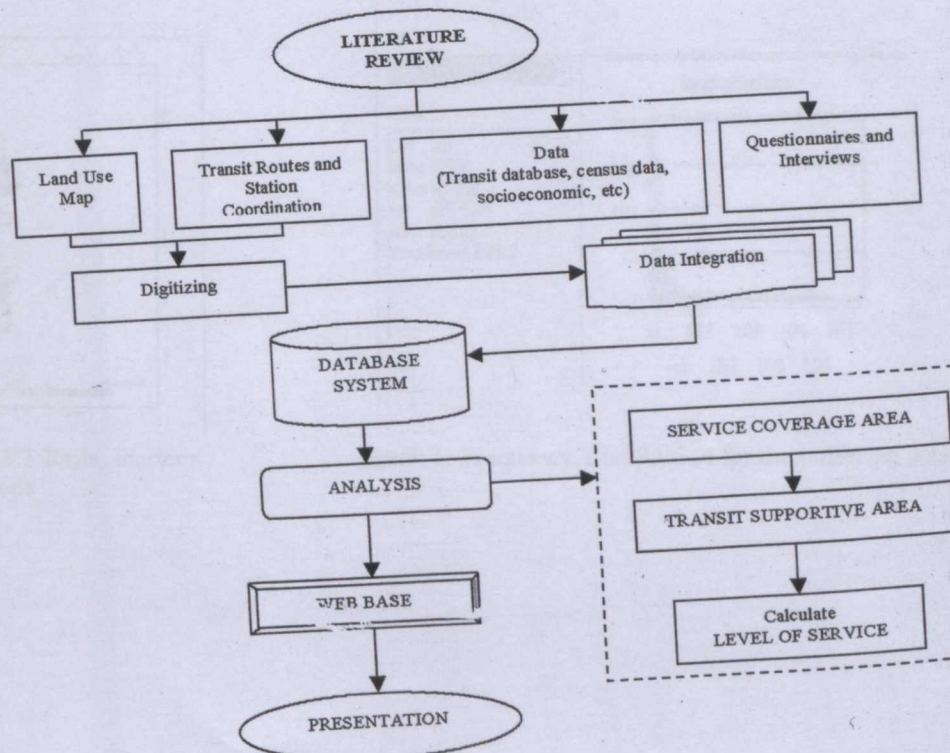 LITERATURE
REVIEW
Land Use
Map
Transit Routes and
Station
Coordination
Data
(Transit database, census data,
socioeconomic, etc)
Questionnaires and
Interviews
Digitizing
Data Integration
DATABASE
SYSTEM
SERVICE COVERAGE AREA
ANALYSIS
TRANSIT SUPPORTIVE AREA
WEB BASE
Calculate
LEVEL OF SERVICE
PRESENTATION